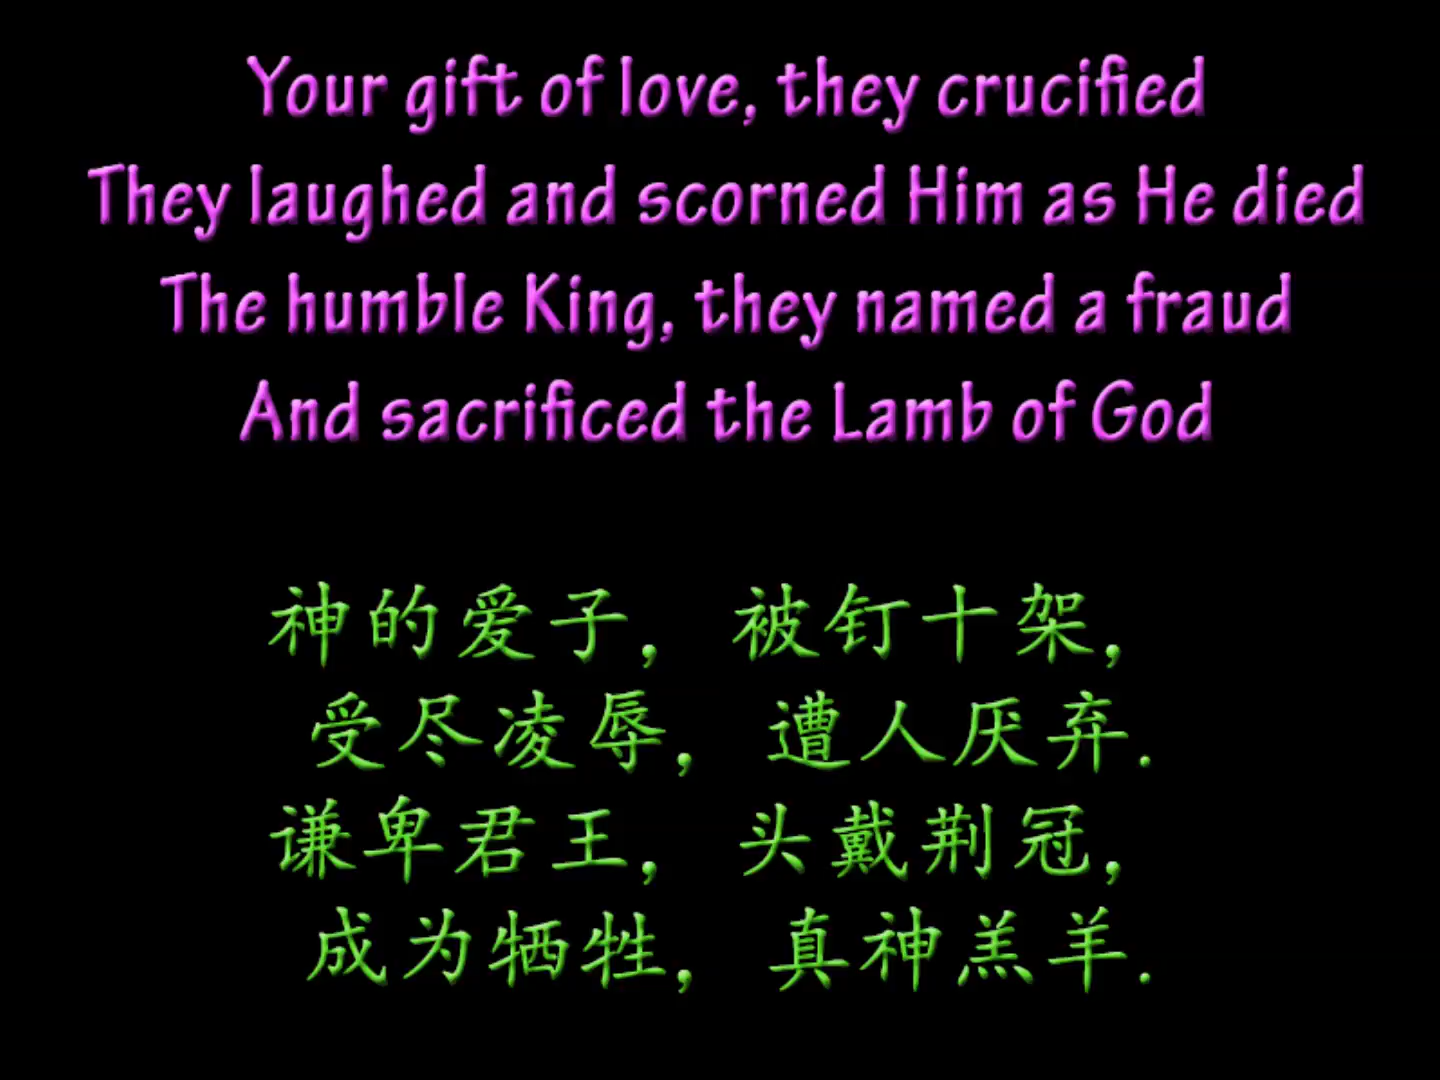 Your gift of love, they crucified
They laughed and scorned Him as He died
The humble King, they named a fraud
And sacrificed the Lamb of God
神的爱子, 被钉十架,
受尽凌辱, 遭人厌弃.
谦卑君王, 头戴荆冠,
成为牺牲, 真神羔羊.